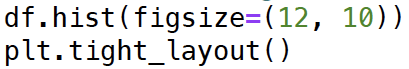 df.hist(figsize=(12, 10))
plt.tight_layout()